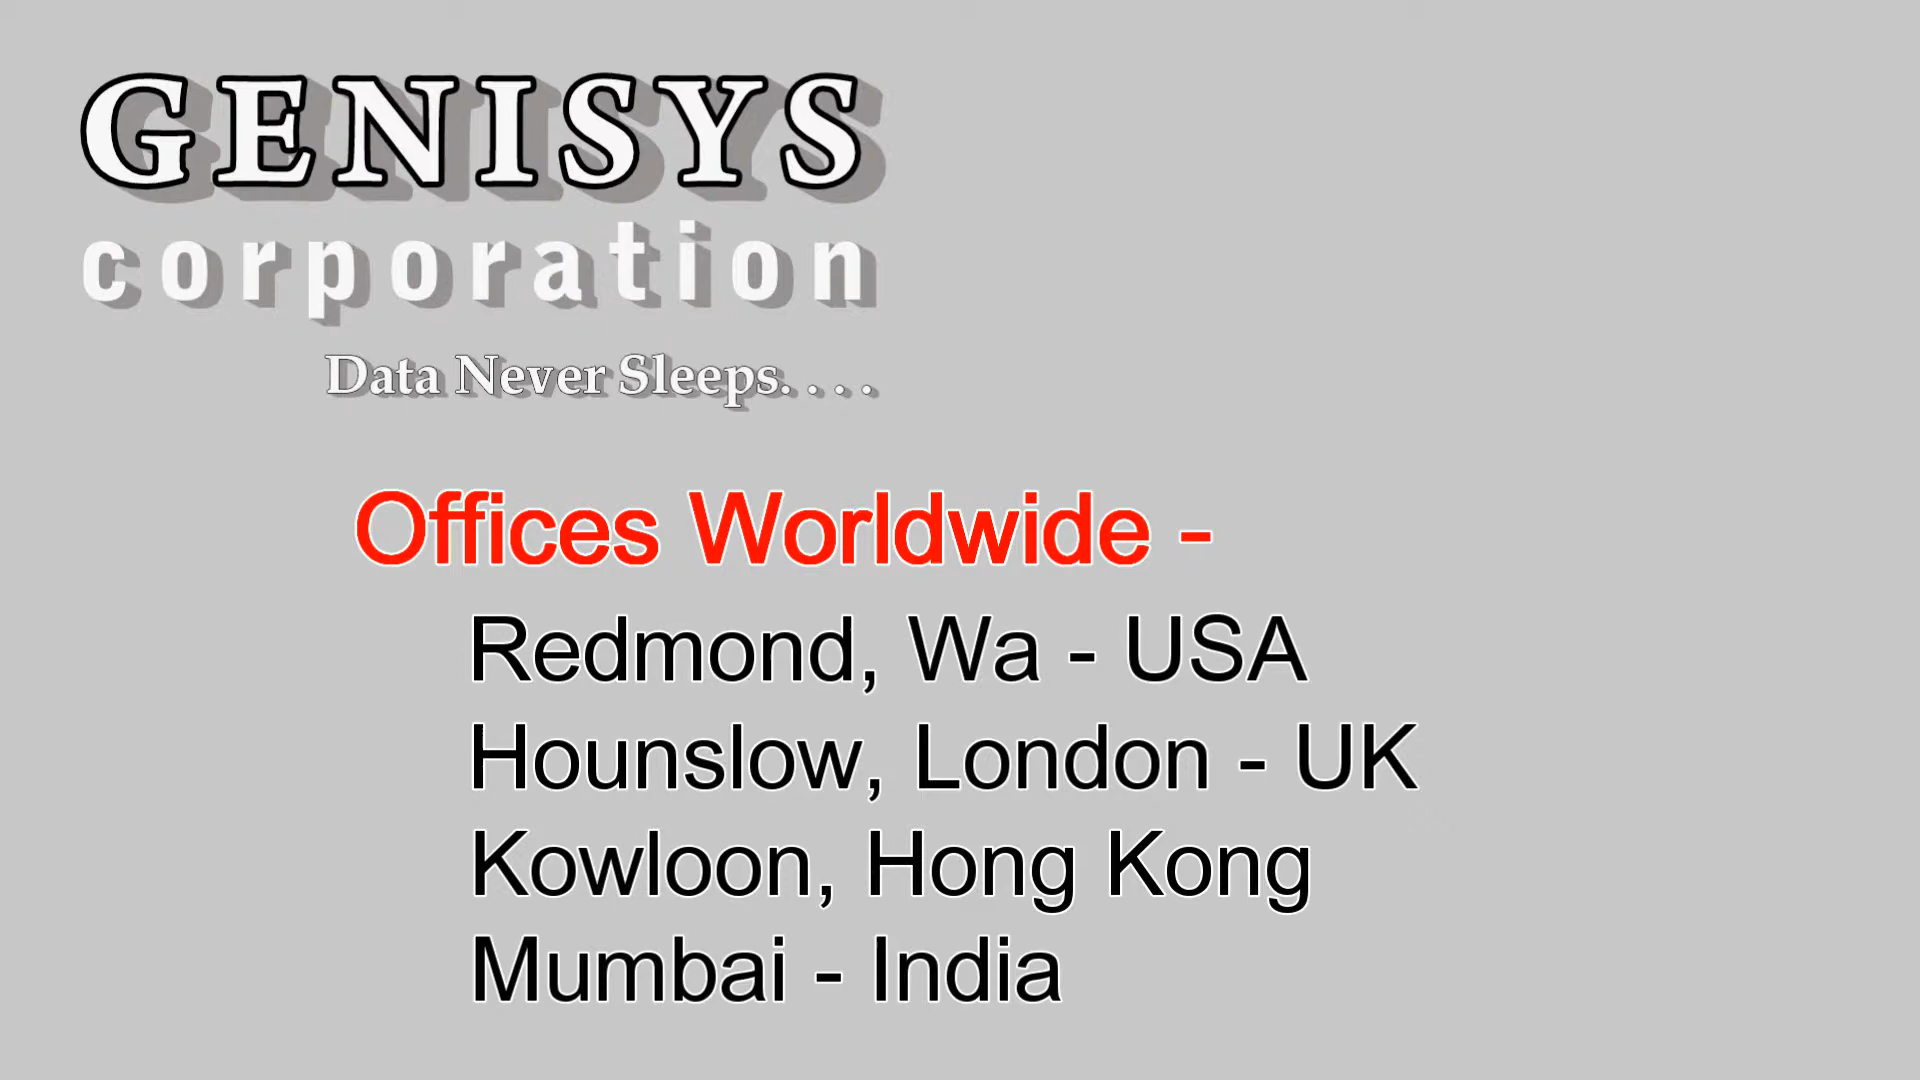 GENISYS
corporation
Data Never Sleeps. . . .
Offices Worldwide -
Redmond, Wa - USA
Hounslow, London - UK
Kowloon, Hong Kong
Mumbai - India